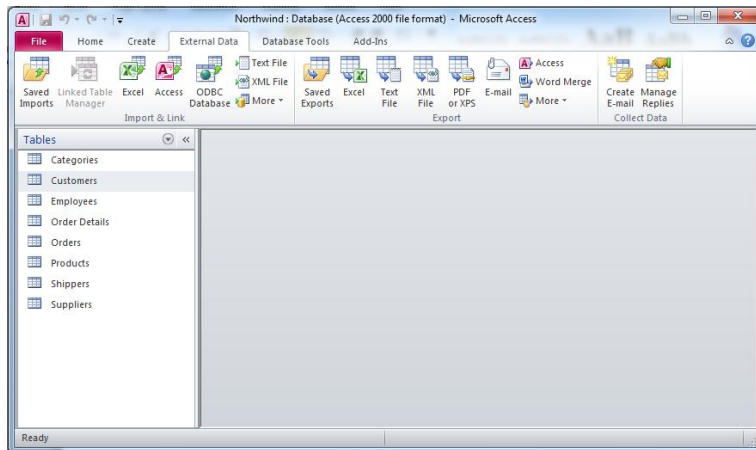 Northwind : Database (Access 2000 file format) - Microsoft Access
File Home Create External Data Database Tools Add-Ins
Saved Imports
Linked Table Manager
Excel
Access
ODBC Database
Text File
XML File
More
Import & Link
Saved Exports
Excel
Text File
XML File
PDF or XPS
E-mail
Access
Word Merge
More
Export
Create E-mail
Manage Replies
Collect Data
Tables
Categories
Customers
Employees
Order Details
Orders
Products
Shippers
Suppliers
Ready